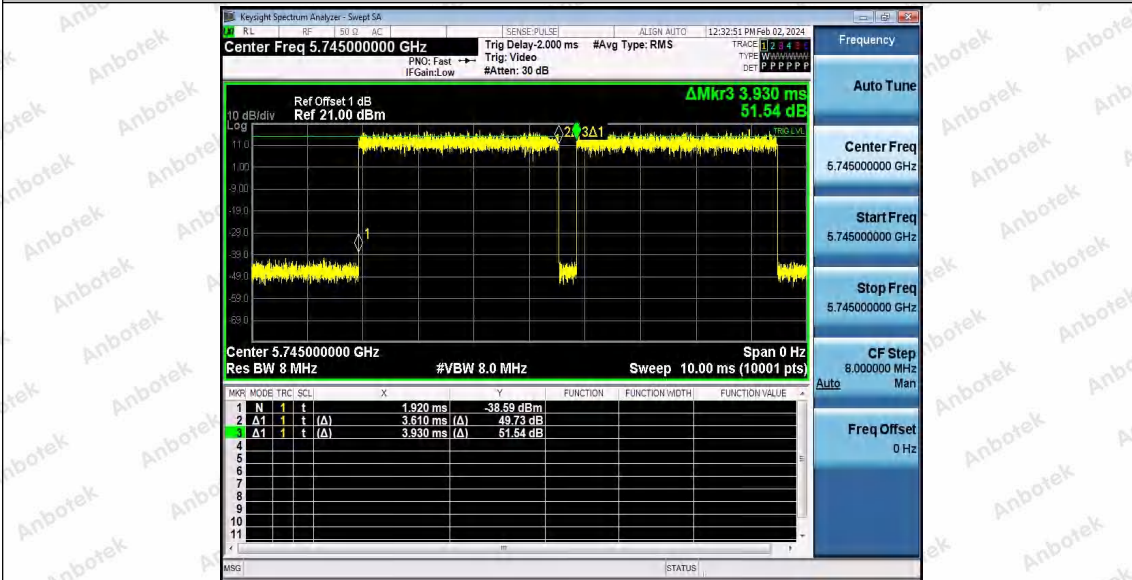 Keysight Spectrum Analyzer - Swept SA
RL RF 50 Ω AC SENSE:PULSE ALIGN AUTO 12:32:51 PM Feb 02, 2024
Center Freq 5.745000000 GHz
PNO: Fast
IFGain:Low
Trig Delay-2.000 ms
Trig: Video
#Atten: 30 dB
#Avg Type: RMS
TRACE 1 2 3 4 5 6
TYPE WWWWWW
DET P P P P P P
ΔMkr3 3.930 ms
51.54 dB
Ref Offset 1 dB
10 dB/div Ref 21.00 dBm
Log
11.0
1.00
-9.00
-19.0
-29.0
-39.0
-49.0
-59.0
-69.0
1
2Δ 3Δ1
TRIG LVL
Center 5.745000000 GHz Span 0 Hz
Res BW 8 MHz #VBW 8.0 MHz Sweep 10.00 ms (10001 pts)
MKR MODE TRC SCL X Y FUNCTION FUNCTION WIDTH FUNCTION VALUE
1 N 1 t 1.920 ms -38.59 dBm
2 Δ1 1 t (Δ) 3.610 ms (Δ) 49.73 dB
3 Δ1 1 t (Δ) 3.930 ms (Δ) 51.54 dB
4
5
6
7
8
9
10
11
MSG STATUS
Frequency
Auto Tune
Center Freq
5.745000000 GHz
Start Freq
5.745000000 GHz
Stop Freq
5.745000000 GHz
CF Step
8.000000 MHz
Auto Man
Freq Offset
0 Hz
Anbotek